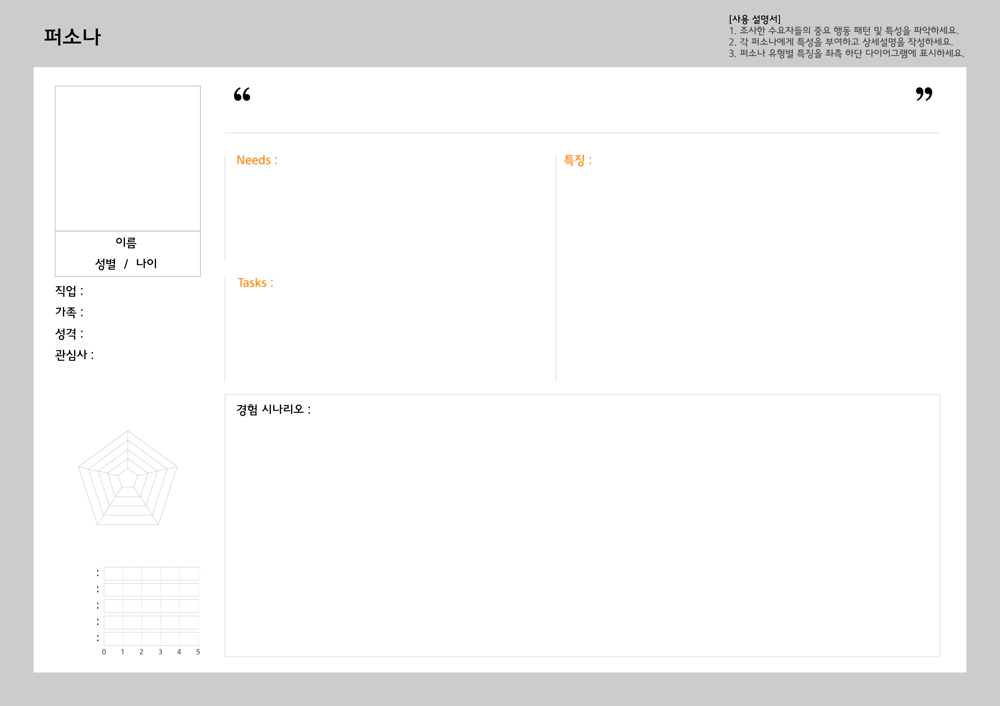 퍼소나
[사용 설명서]
1. 조사한 수요자들의 중요 행동 패턴 및 특성을 파악하세요.
2. 각 퍼소나에게 특성을 부여하고 상세설명을 작성하세요.
3. 퍼소나 유형별 특징을 좌측 하단 다이어그램에 표시하세요.
“ ”
이름
성별 / 나이
직업 :
가족 :
성격 :
관심사 :
Needs :
Tasks :
특징 :
경험 시나리오 :
:
:
:
:
:
0 1 2 3 4 5